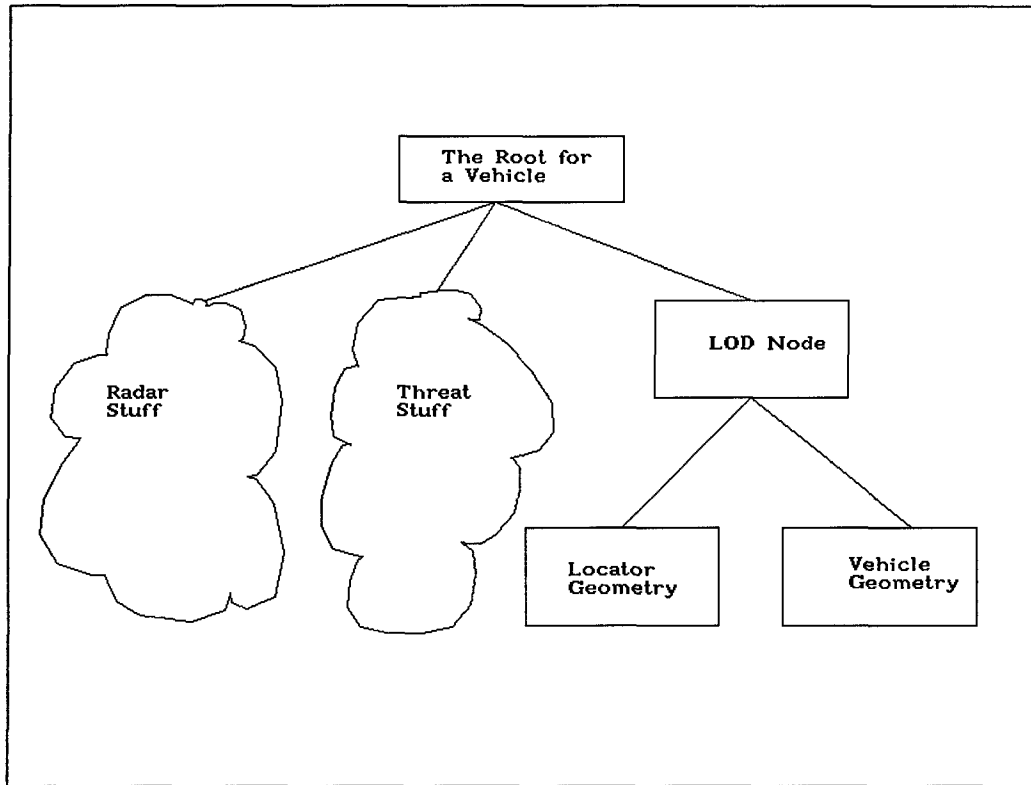 The Root for
a Vehicle
Radar
Stuff
Threat
Stuff
LOD Node
Locator
Geometry
Vehicle
Geometry